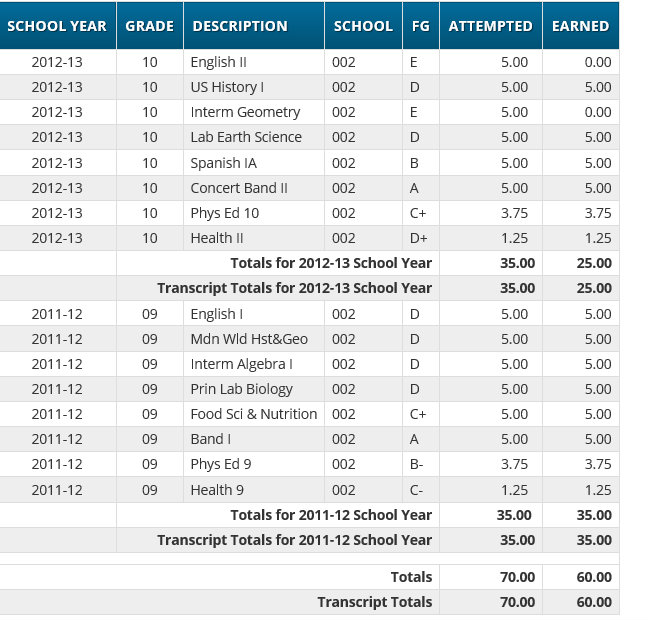 SCHOOL YEAR GRADE DESCRIPTION SCHOOL FG ATTEMPTED EARNED
2012-13 10 English II 002 E 5.00 0.00
2012-13 10 US History I 002 D 5.00 5.00
2012-13 10 Interm Geometry 002 E 5.00 0.00
2012-13 10 Lab Earth Science 002 D 5.00 5.00
2012-13 10 Spanish IA 002 B 5.00 5.00
2012-13 10 Concert Band II 002 A 5.00 5.00
2012-13 10 Phys Ed 10 002 C+ 3.75 3.75
2012-13 10 Health II 002 D+ 1.25 1.25
Totals for 2012-13 School Year 35.00 25.00
Transcript Totals for 2012-13 School Year 35.00 25.00
2011-12 09 English I 002 D 5.00 5.00
2011-12 09 Mdn Wld Hst&Geo 002 D 5.00 5.00
2011-12 09 Interm Algebra I 002 D 5.00 5.00
2011-12 09 Prin Lab Biology 002 D 5.00 5.00
2011-12 09 Food Sci & Nutrition 002 C+ 5.00 5.00
2011-12 09 Band I 002 A 5.00 5.00
2011-12 09 Phys Ed 9 002 B- 3.75 3.75
2011-12 09 Health 9 002 C- 1.25 1.25
Totals for 2011-12 School Year 35.00 35.00
Transcript Totals for 2011-12 School Year 35.00 35.00
Totals 70.00 60.00
Transcript Totals 70.00 60.00